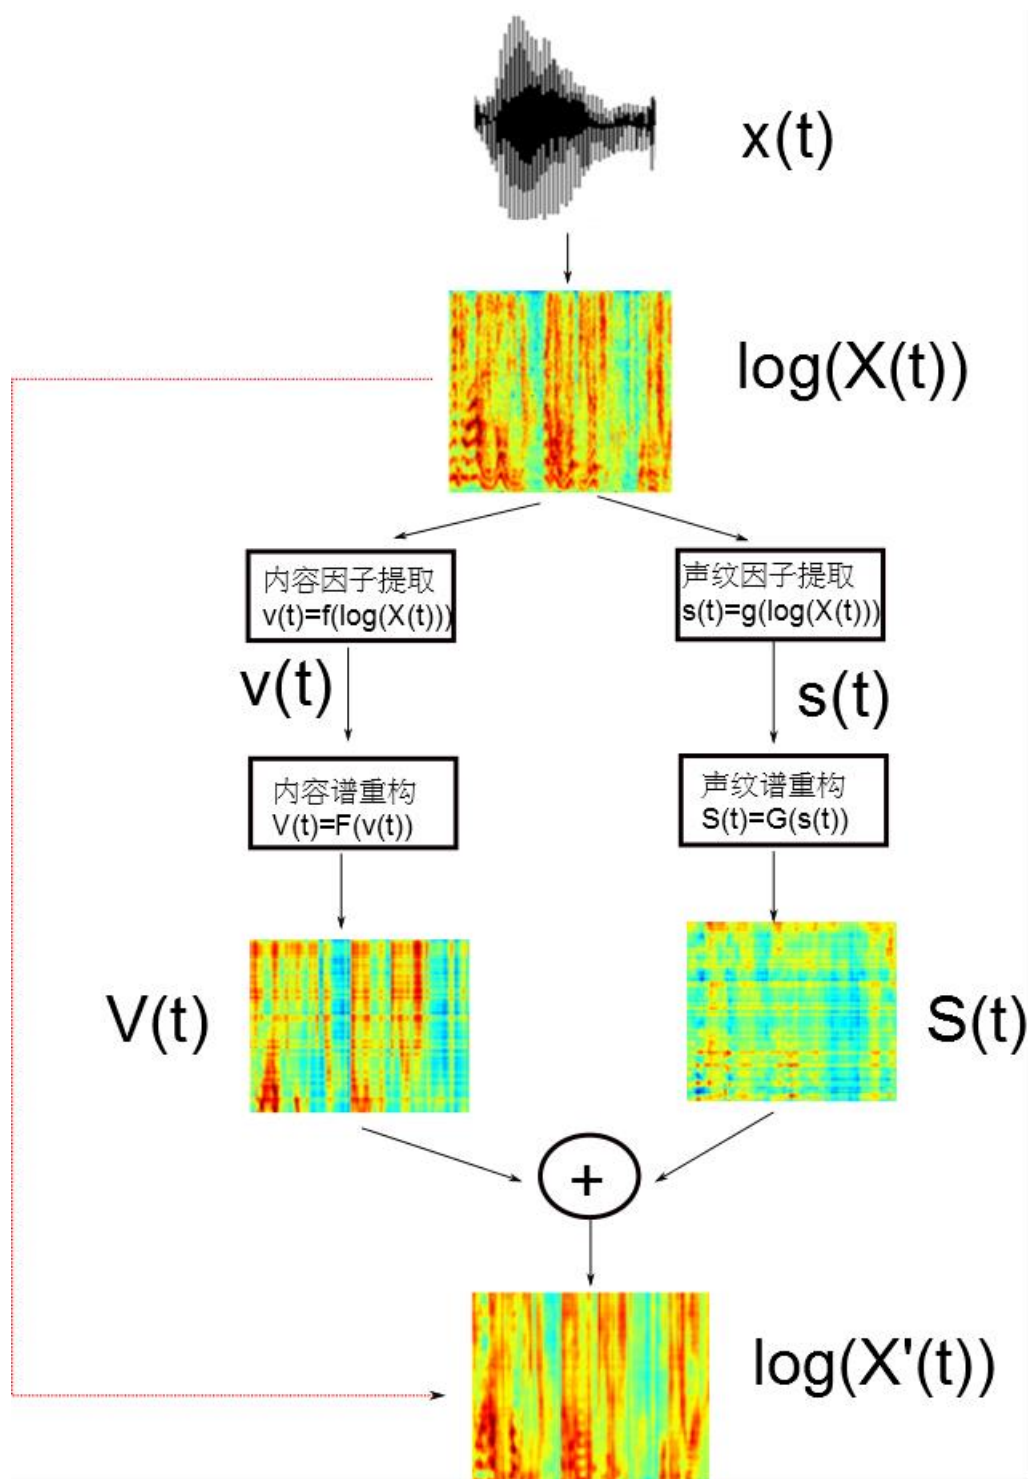 x(t)
log(X(t))
内容因子提取
v(t)=f(log(X(t)))
声纹因子提取
s(t)=g(log(X(t)))
v(t)
s(t)
内容谱重构
V(t)=F(v(t))
声纹谱重构
S(t)=G(s(t))
V(t)
S(t)
+
log(X'(t))